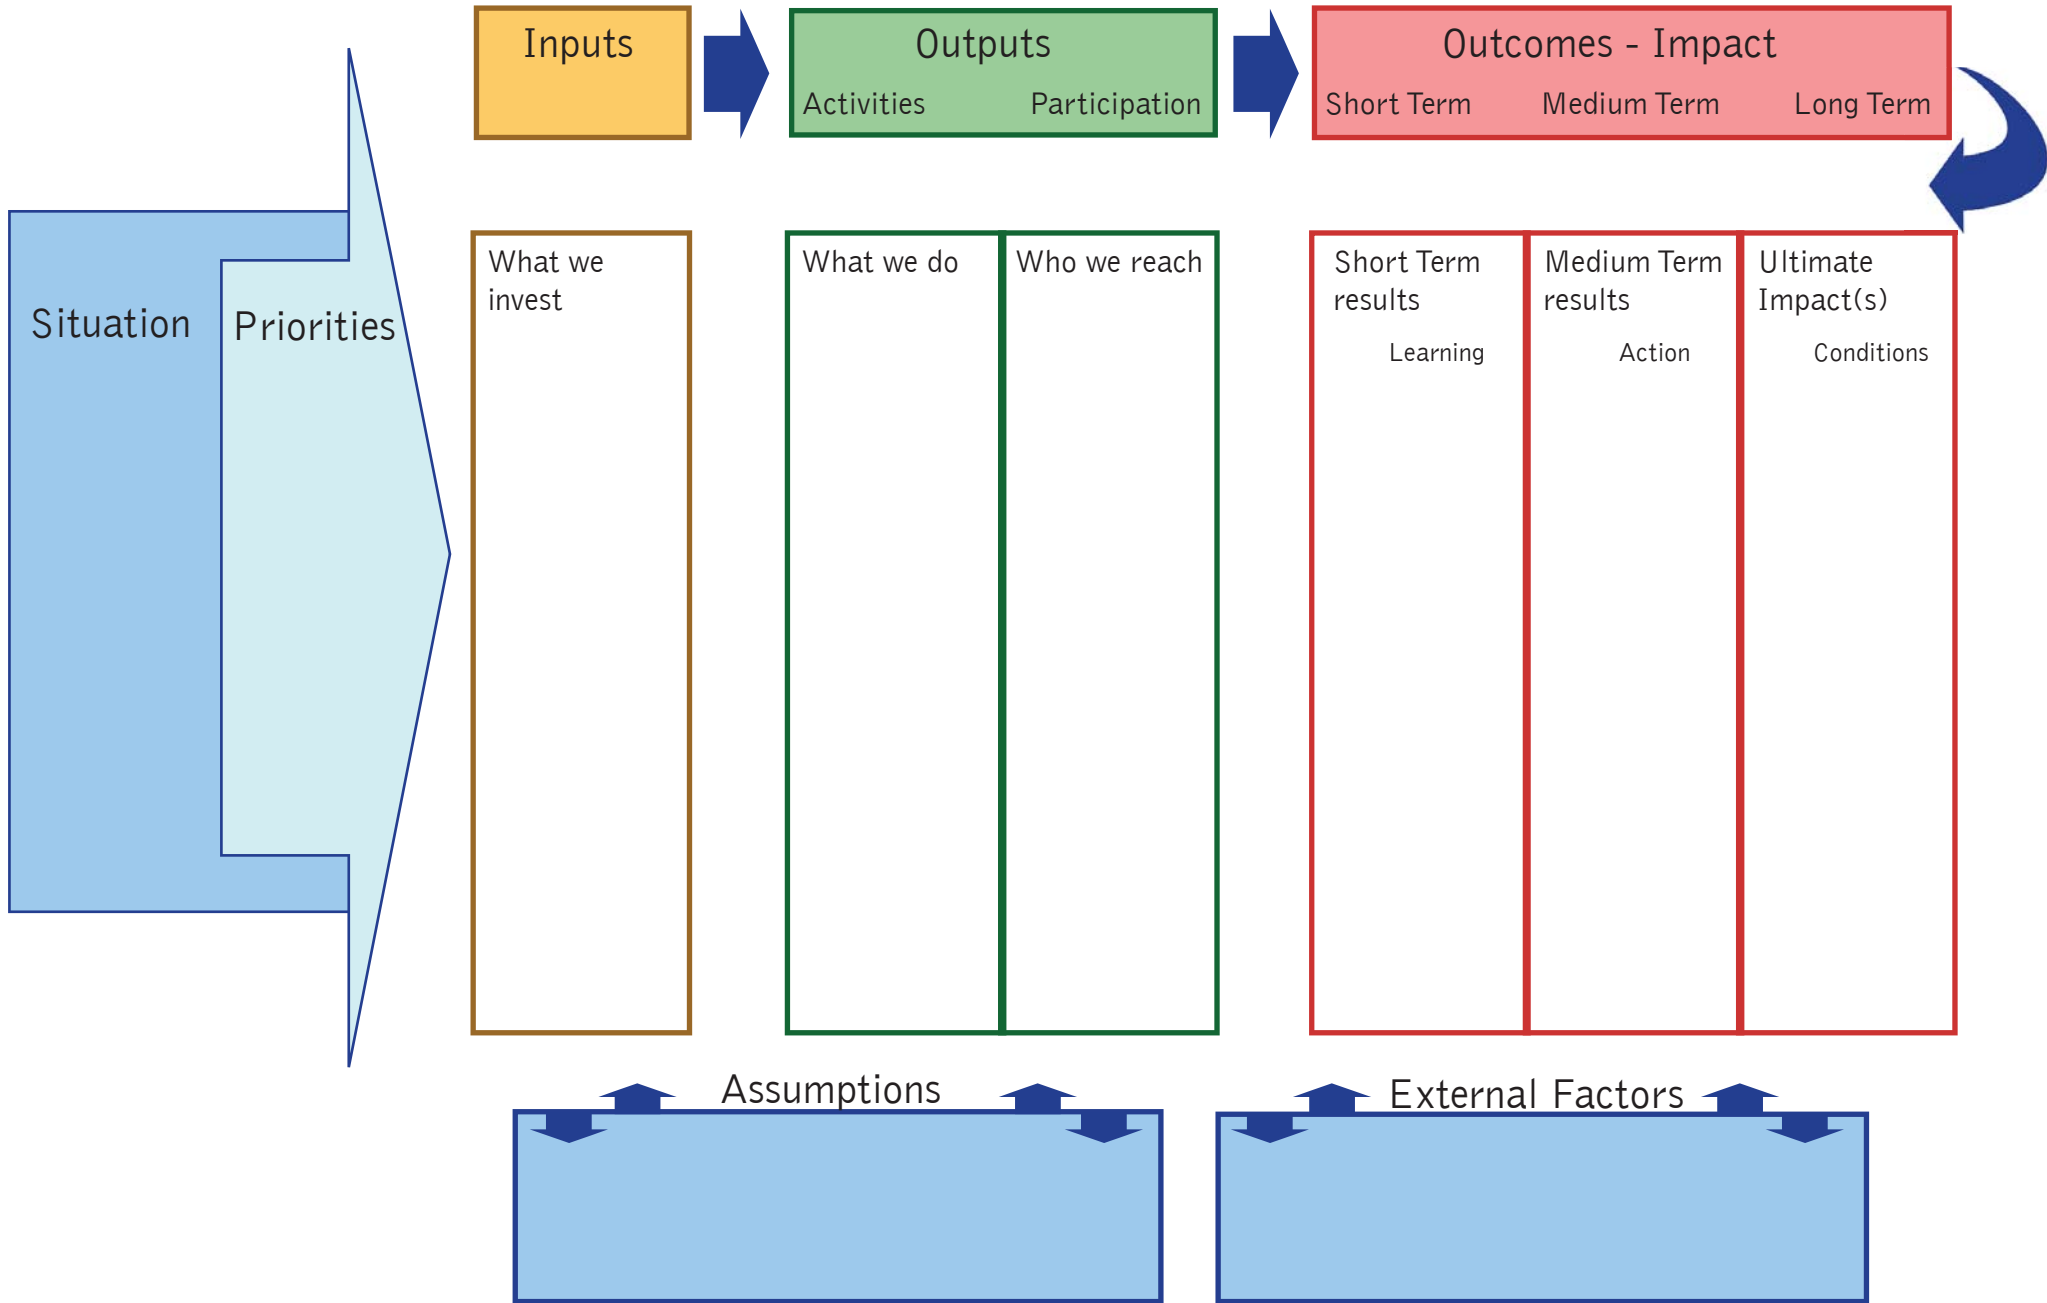 Inputs
Outputs
Activities Participation
Outcomes - Impact
Short Term Medium Term Long Term
Situation
Priorities
What we
invest
What we do
Who we reach
Short Term
results
Learning
Medium Term
results
Action
Ultimate
Impact(s)
Conditions
Assumptions
External Factors